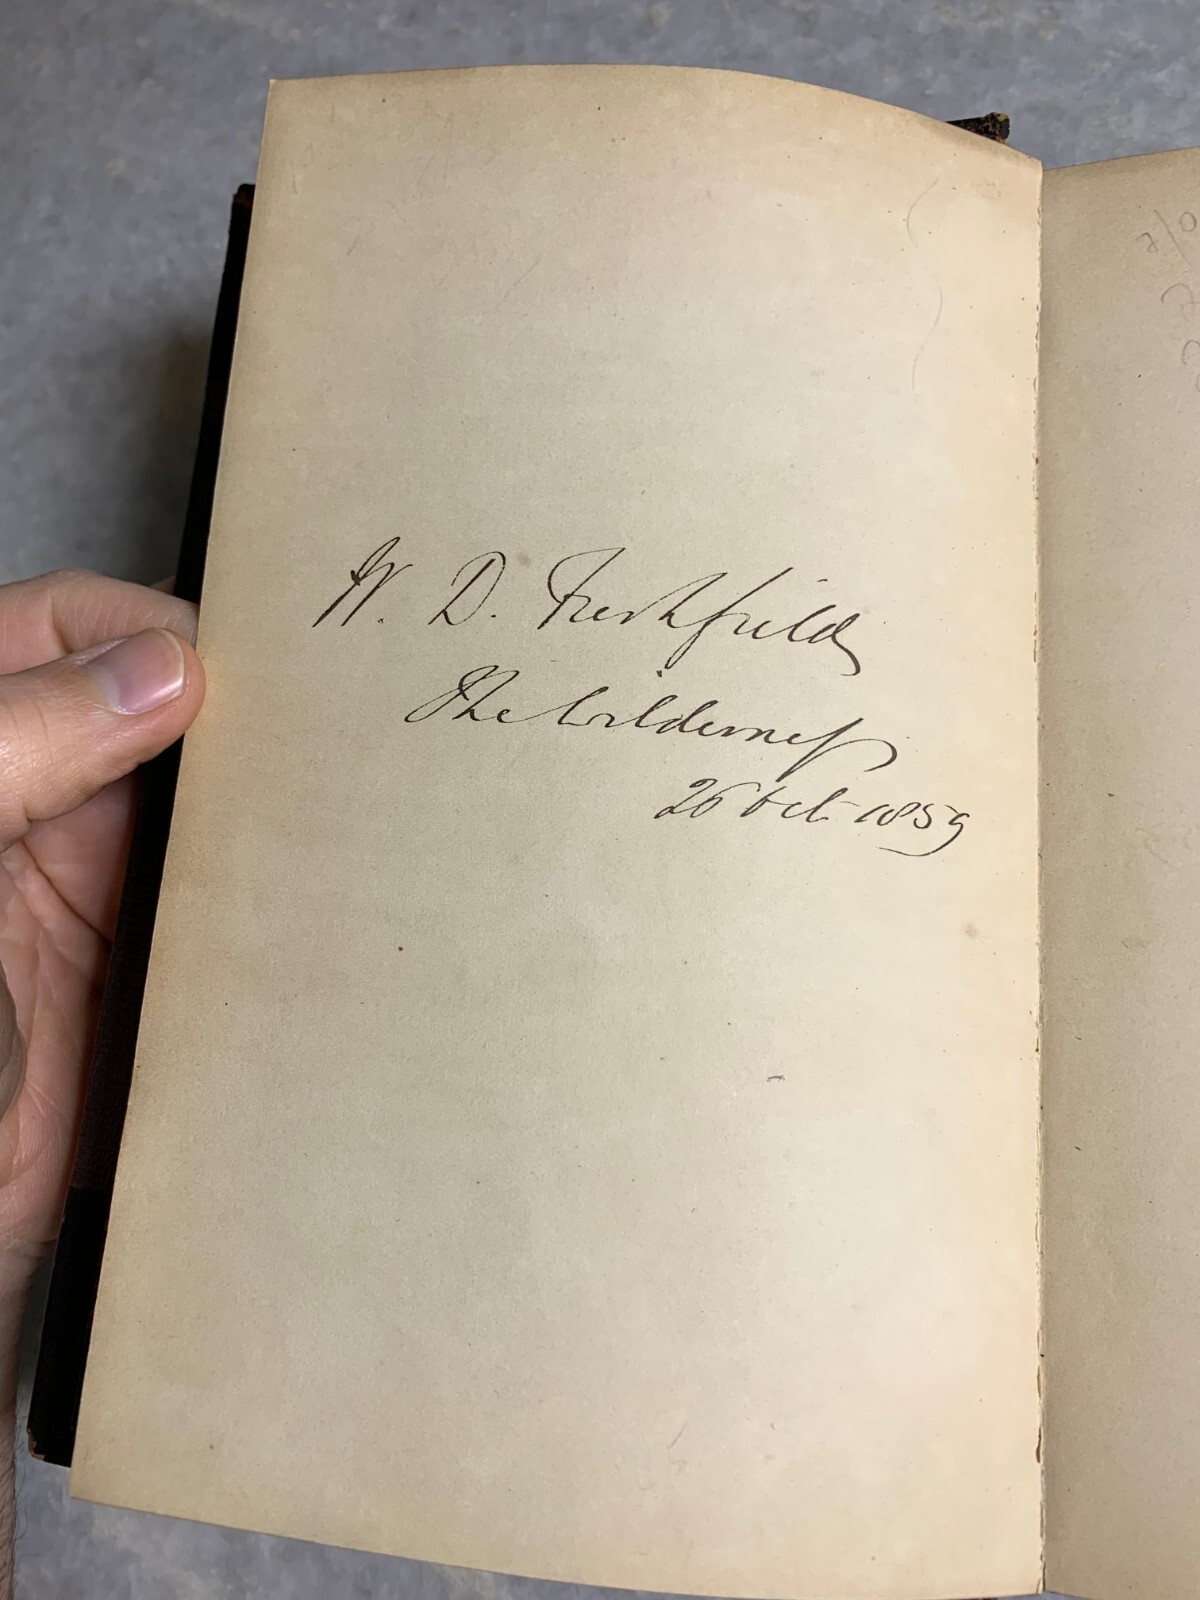 W. D. Freshfield
The Wilderness
26 Oct 1859